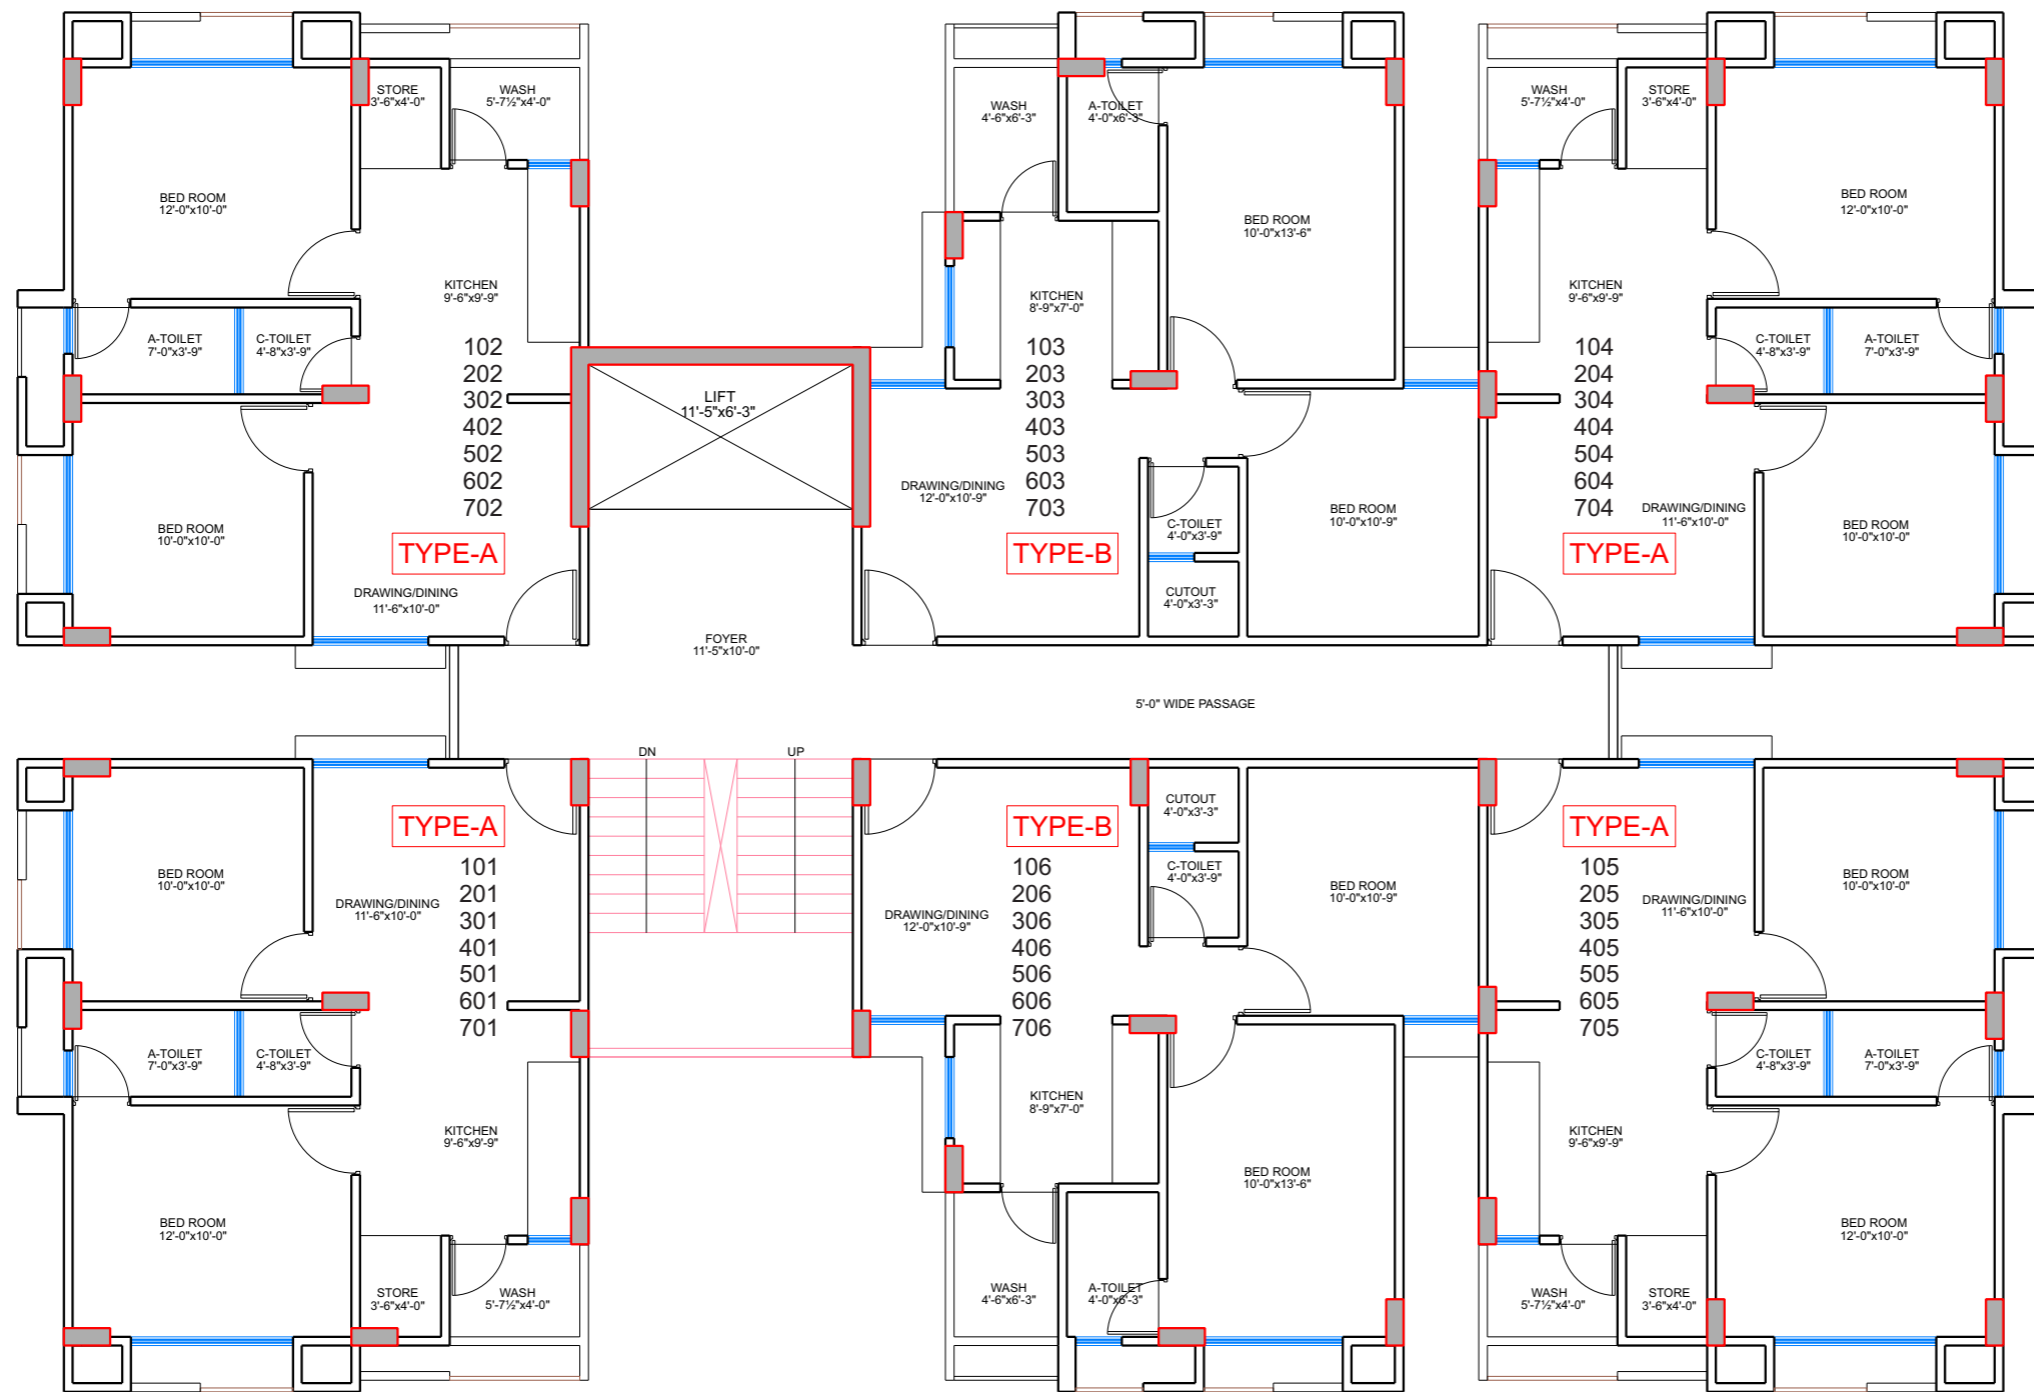 STORE
3'-6"x4'-0"
WASH
5'-7½"x4'-0"
BED ROOM
12'-0"x10'-0"
KITCHEN
9'-6"x9'-9"
A-TOILET
7'-0"x3'-9"
C-TOILET
4'-8"x3'-9"
102
202
302
402
502
602
702
TYPE-A
BED ROOM
10'-0"x10'-0"
DRAWING/DINING
11'-6"x10'-0"
LIFT
11'-5"x6'-3"
FOYER
11'-5"x10'-0"
WASH
4'-6"x6'-3"
A-TOILET
4'-0"x6'-3"
BED ROOM
10'-0"x13'-6"
KITCHEN
8'-9"x7'-0"
103
203
303
403
503
603
703
TYPE-B
DRAWING/DINING
12'-0"x10'-9"
C-TOILET
4'-0"x3'-9"
CUTOUT
4'-0"x3'-3"
BED ROOM
10'-0"x10'-9"
WASH
5'-7½"x4'-0"
STORE
3'-6"x4'-0"
BED ROOM
12'-0"x10'-0"
KITCHEN
9'-6"x9'-9"
C-TOILET
4'-8"x3'-9"
A-TOILET
7'-0"x3'-9"
104
204
304
404
504
604
704
TYPE-A
DRAWING/DINING
11'-6"x10'-0"
BED ROOM
10'-0"x10'-0"
5'-0" WIDE PASSAGE
DN
UP
TYPE-A
101
201
301
401
501
601
701
BED ROOM
10'-0"x10'-0"
DRAWING/DINING
11'-6"x10'-0"
A-TOILET
7'-0"x3'-9"
C-TOILET
4'-8"x3'-9"
KITCHEN
9'-6"x9'-9"
BED ROOM
12'-0"x10'-0"
STORE
3'-6"x4'-0"
WASH
5'-7½"x4'-0"
TYPE-B
106
206
306
406
506
606
706
CUTOUT
4'-0"x3'-3"
C-TOILET
4'-0"x3'-9"
DRAWING/DINING
12'-0"x10'-9"
BED ROOM
10'-0"x10'-9"
KITCHEN
8'-9"x7'-0"
BED ROOM
10'-0"x13'-6"
WASH
4'-6"x6'-3"
A-TOILET
4'-0"x6'-3"
TYPE-A
105
205
305
405
505
605
705
DRAWING/DINING
11'-6"x10'-0"
BED ROOM
10'-0"x10'-0"
C-TOILET
4'-8"x3'-9"
A-TOILET
7'-0"x3'-9"
KITCHEN
9'-6"x9'-9"
BED ROOM
12'-0"x10'-0"
WASH
5'-7½"x4'-0"
STORE
3'-6"x4'-0"